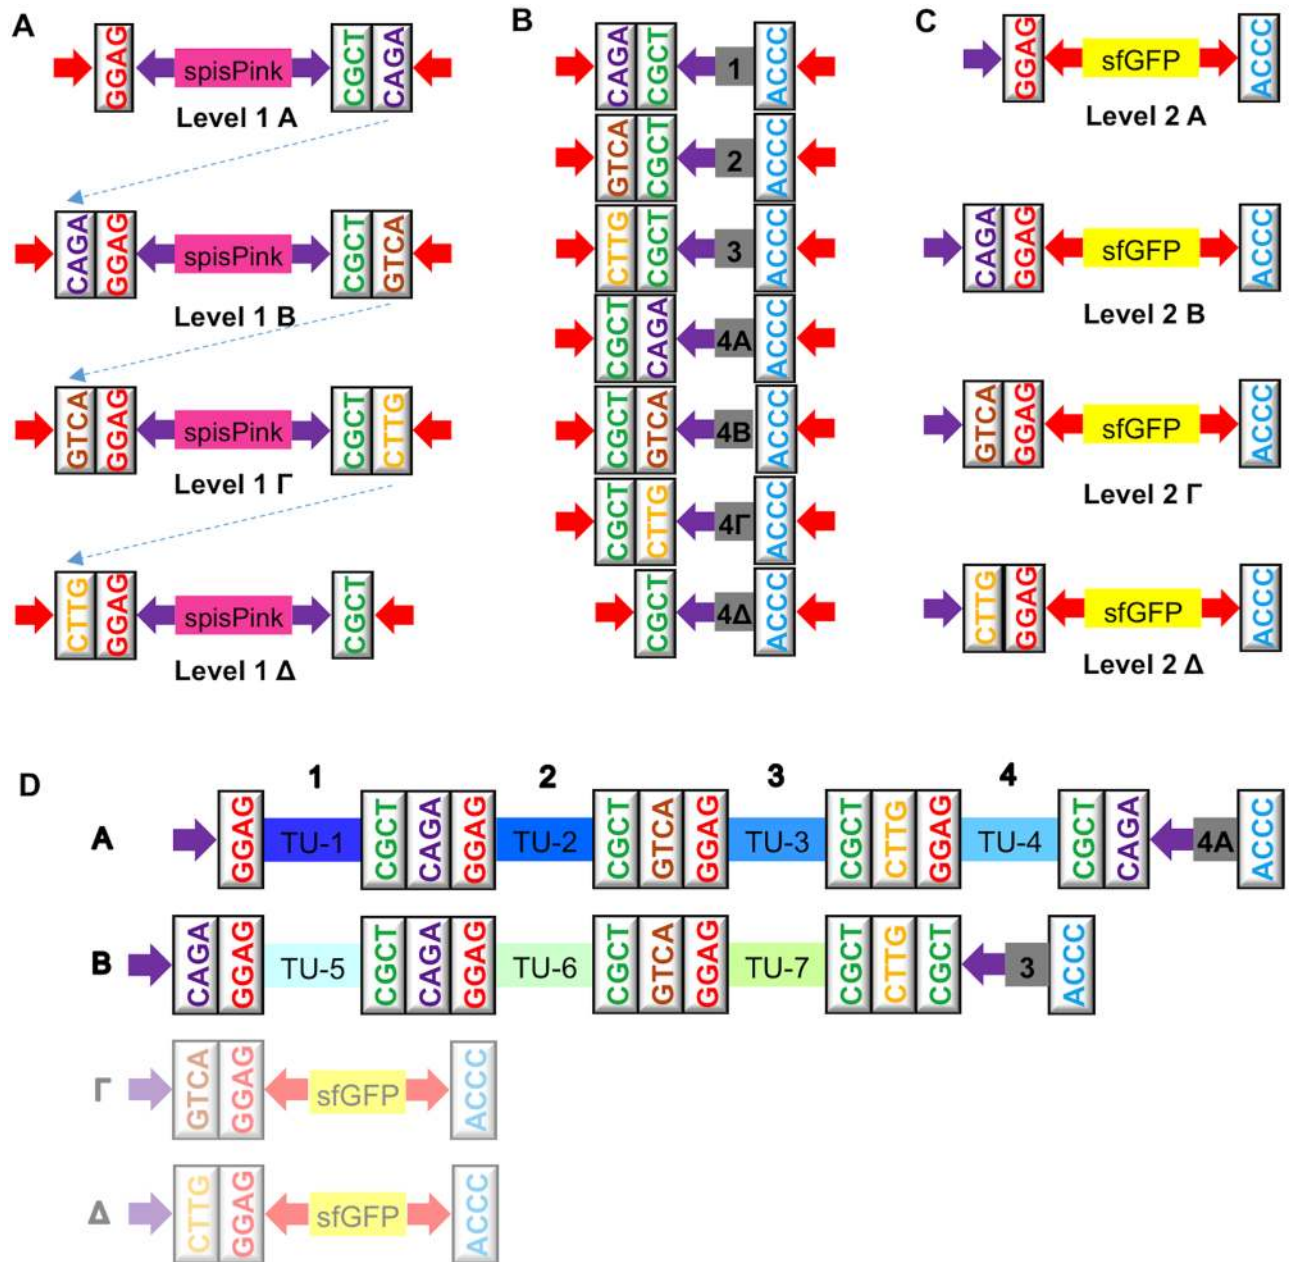 A
GGAG spisPink CGCT CAGA
Level 1 A
CAGA GGAG spisPink CGCT GTCA
Level 1 B
GTCA GGAG spisPink CGCT CTTG
Level 1 Γ
CTTG GGAG spisPink CGCT
Level 1 Δ
B
CAGA CGCT 1 ACCC
GTCA CGCT 2 ACCC
CTTG CGCT 3 ACCC
CGCT CAGA 4A ACCC
CGCT GTCA 4B ACCC
CGCT CTTG 4Γ ACCC
CGCT 4Δ ACCC
C
GGAG sfGFP ACCC
Level 2 A
CAGA GGAG sfGFP ACCC
Level 2 B
GTCA GGAG sfGFP ACCC
Level 2 Γ
CTTG GGAG sfGFP ACCC
Level 2 Δ
D
1 2 3 4
A GGAG TU-1 CGCT CAGA GGAG TU-2 CGCT GTCA GGAG TU-3 CGCT CTTG GGAG TU-4 CGCT CAGA 4A ACCC
B CAGA GGAG TU-5 CGCT CAGA GGAG TU-6 CGCT GTCA GGAG TU-7 CGCT CTTG CGCT 3 ACCC
Γ GTCA GGAG sfGFP ACCC
Δ CTTG GGAG sfGFP ACCC